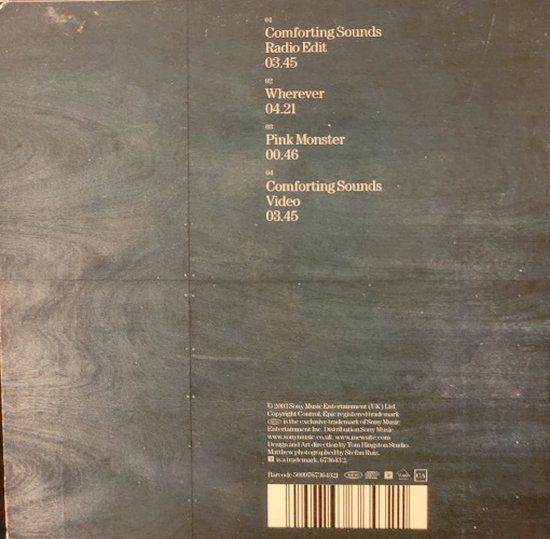 01
Comforting Sounds
Radio Edit
03.45
02
Wherever
04.21
03
Pink Monster
00:46
04
Comforting Sounds
Video
03.45
© 2003 Sony Music Entertainment (UK) Ltd.
Copyright Control. Epic registered trademark
is the exclusive trademark of Sony Music
Entertainment Inc. Distribution Sony Music
www.sonymusic.co.uk. www.mewsite.com
Design and Art direction by Tom Hingston Studio.
Matthew photographed by Stefan Ruiz.
is a trademark. 673643 2.
Barcode 5099767364321
CA